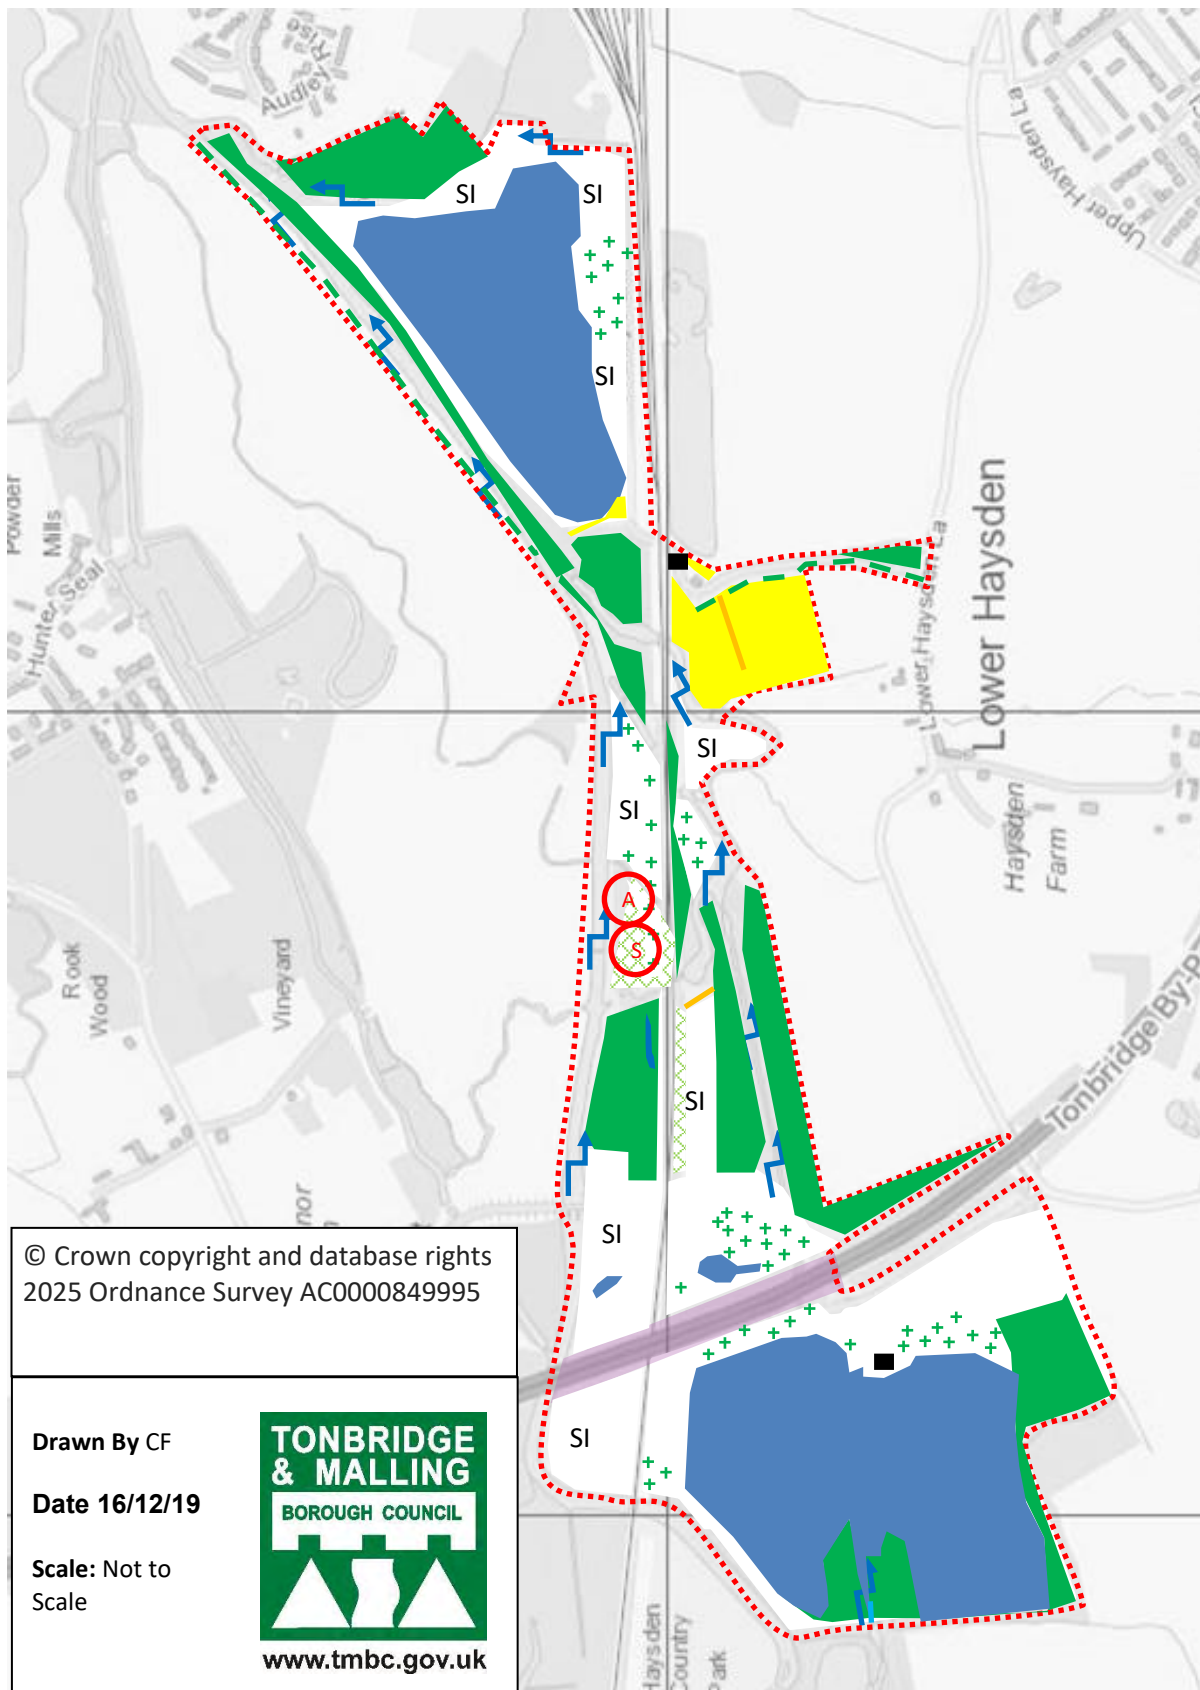 Audley Rise
Upper Haysden La
SI
SI
SI
Powder
Mills
Hunter Seal
Lower Haysden La
Lower Haysden
SI
SI
Haysden
Farm
A
S
Rook
Wood
Vineyard
SI
Tonbridge By-P
SI
SI
© Crown copyright and database rights
2025 Ordnance Survey AC0000849995
Drawn By CF
Date 16/12/19
Scale: Not to
Scale
TONBRIDGE
& MALLING
BOROUGH COUNCIL
www.tmbc.gov.uk
Haysden
Country
Park